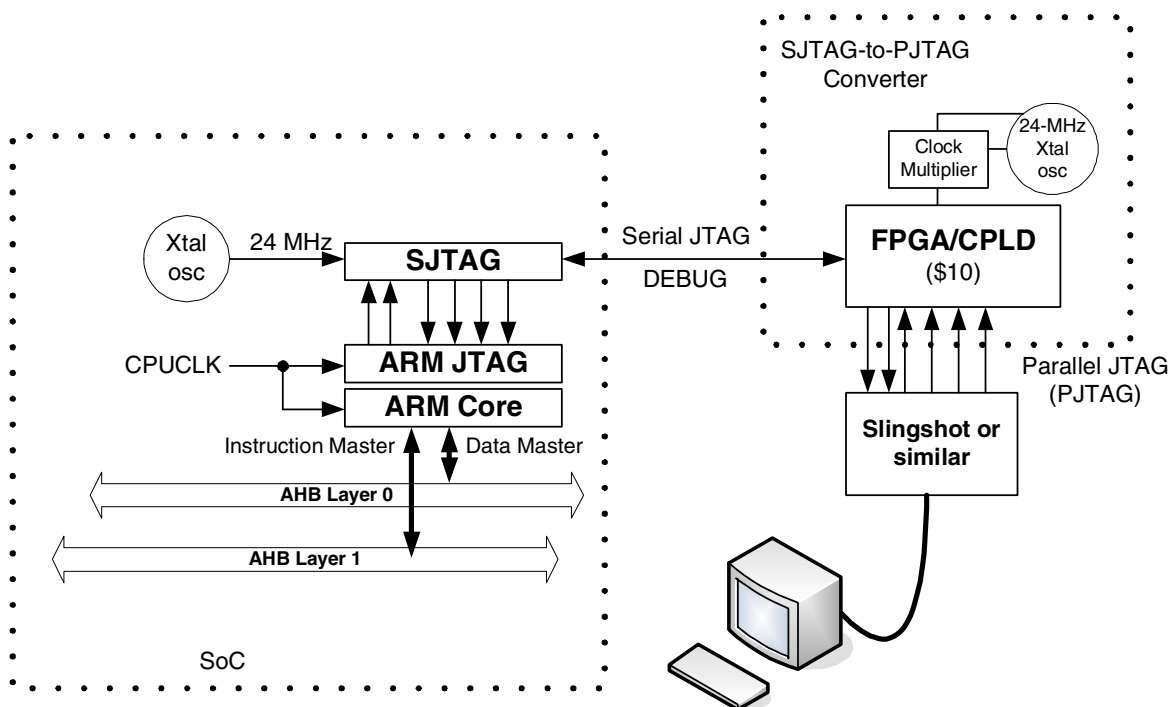 SJTAG-to-PJTAG
Converter
24-MHz
Xtal
osc
Clock
Multiplier
Xtal
osc
24 MHz
SJTAG
Serial JTAG
DEBUG
FPGA/CPLD
($10)
CPUCLK
ARM JTAG
ARM Core
Parallel JTAG
(PJTAG)
Instruction Master
Data Master
Slingshot or
similar
AHB Layer 0
AHB Layer 1
SoC